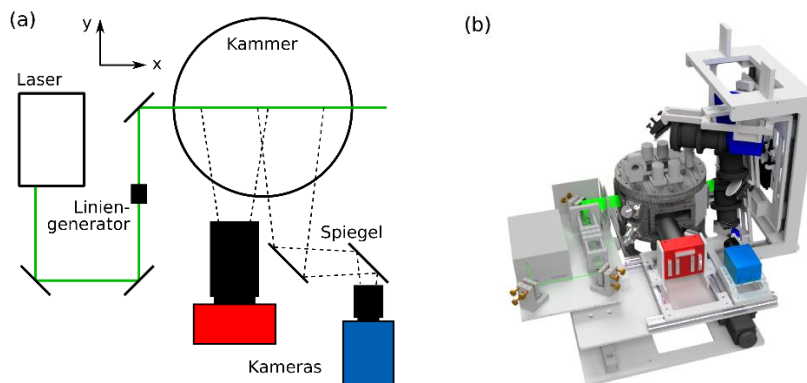 (a)
y
x
Kammer
Laser
Linien-
generator
Spiegel
Kameras
(b)